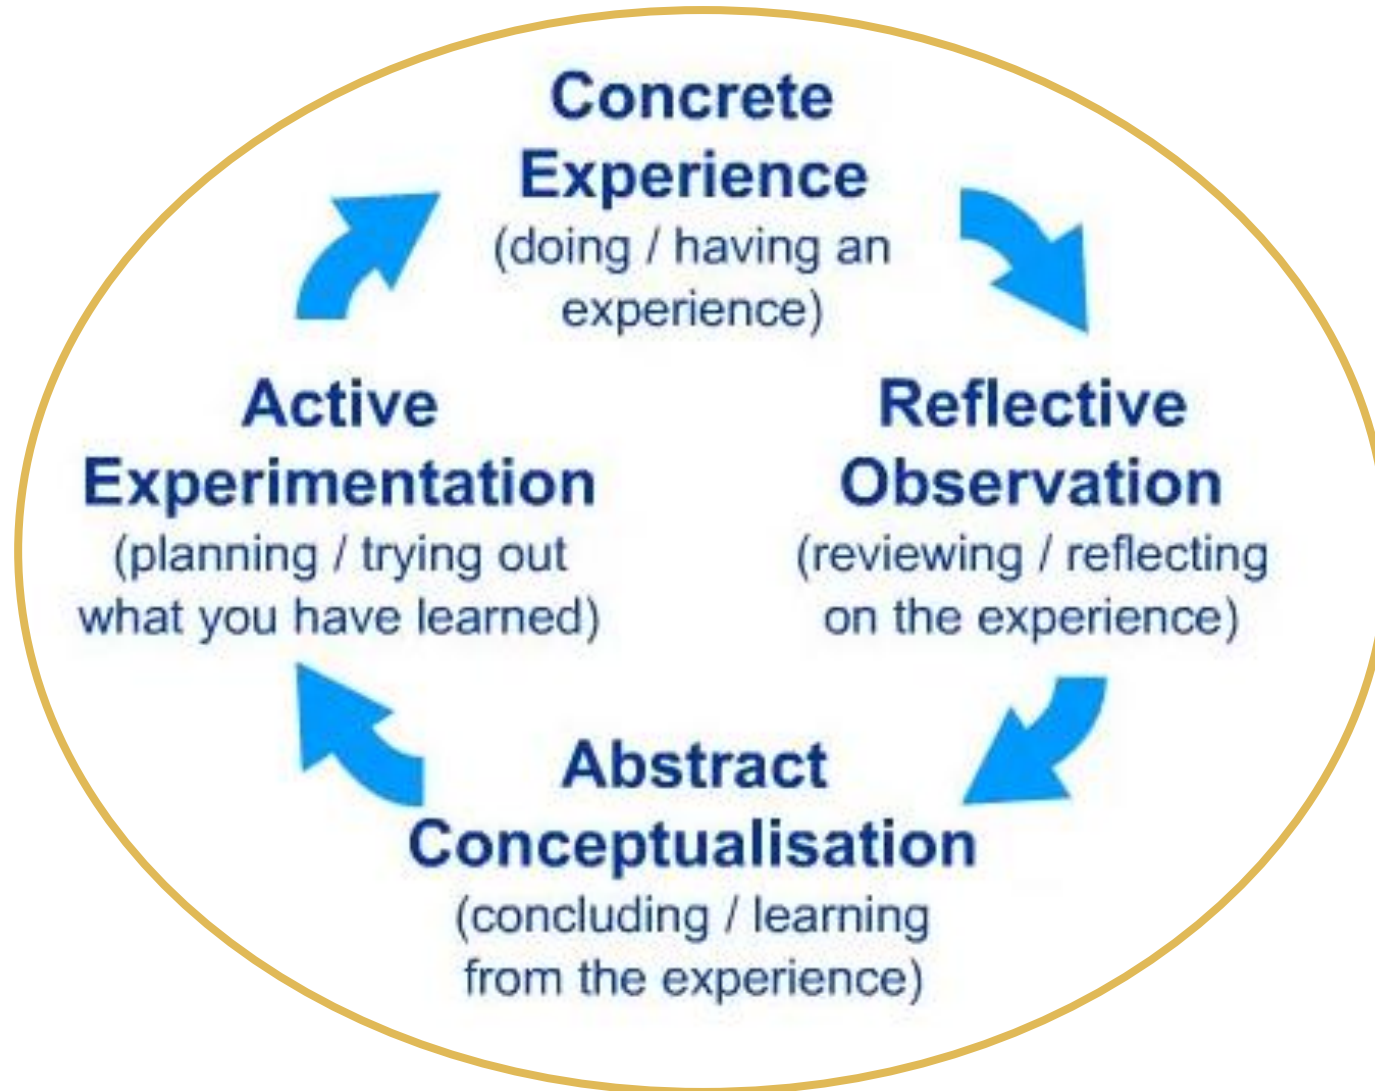 Concrete
Experience
(doing / having an
experience)
Reflective
Observation
(reviewing / reflecting
on the experience)
Abstract
Conceptualisation
(concluding / learning
from the experience)
Active
Experimentation
(planning / trying out
what you have learned)